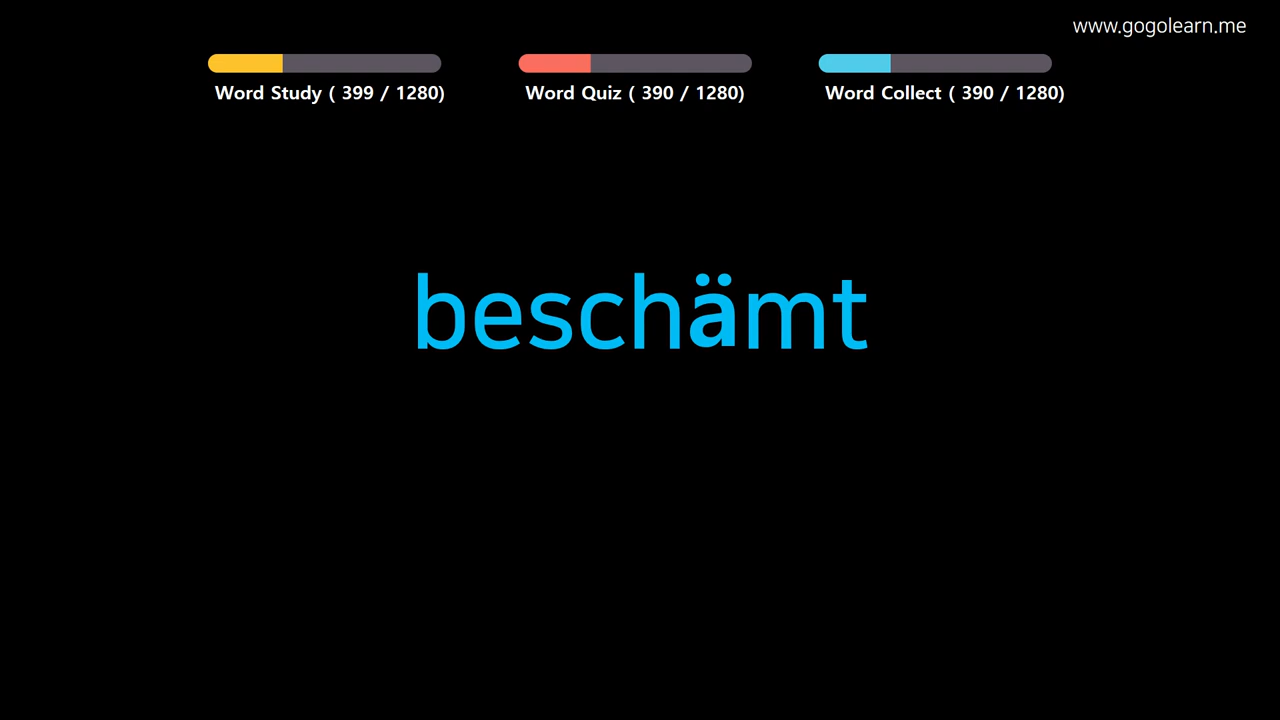 www.gogolearn.me
Word Study ( 399 / 1280)
Word Quiz ( 390 / 1280)
Word Collect ( 390 / 1280)
beschämt